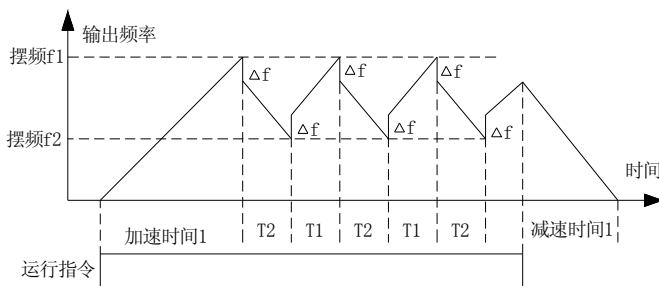 输出频率
摆频f1
Δf Δf Δf
摆频f2
Δf Δf Δf
时间
加速时间1 T2 T1 T2 T1 T2 减速时间1
运行指令